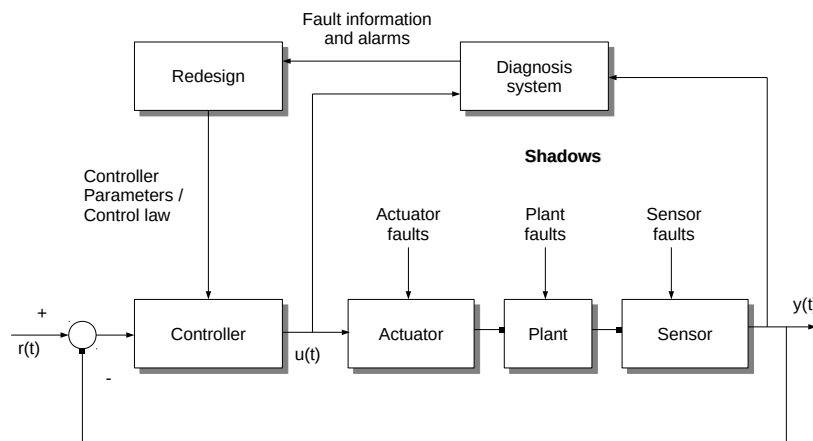 Fault information
and alarms
Redesign
Diagnosis
system
Shadows
Controller
Parameters /
Control law
Actuator
faults
Plant
faults
Sensor
faults
+
r(t)
-
Controller
u(t)
Actuator
Plant
Sensor
y(t)